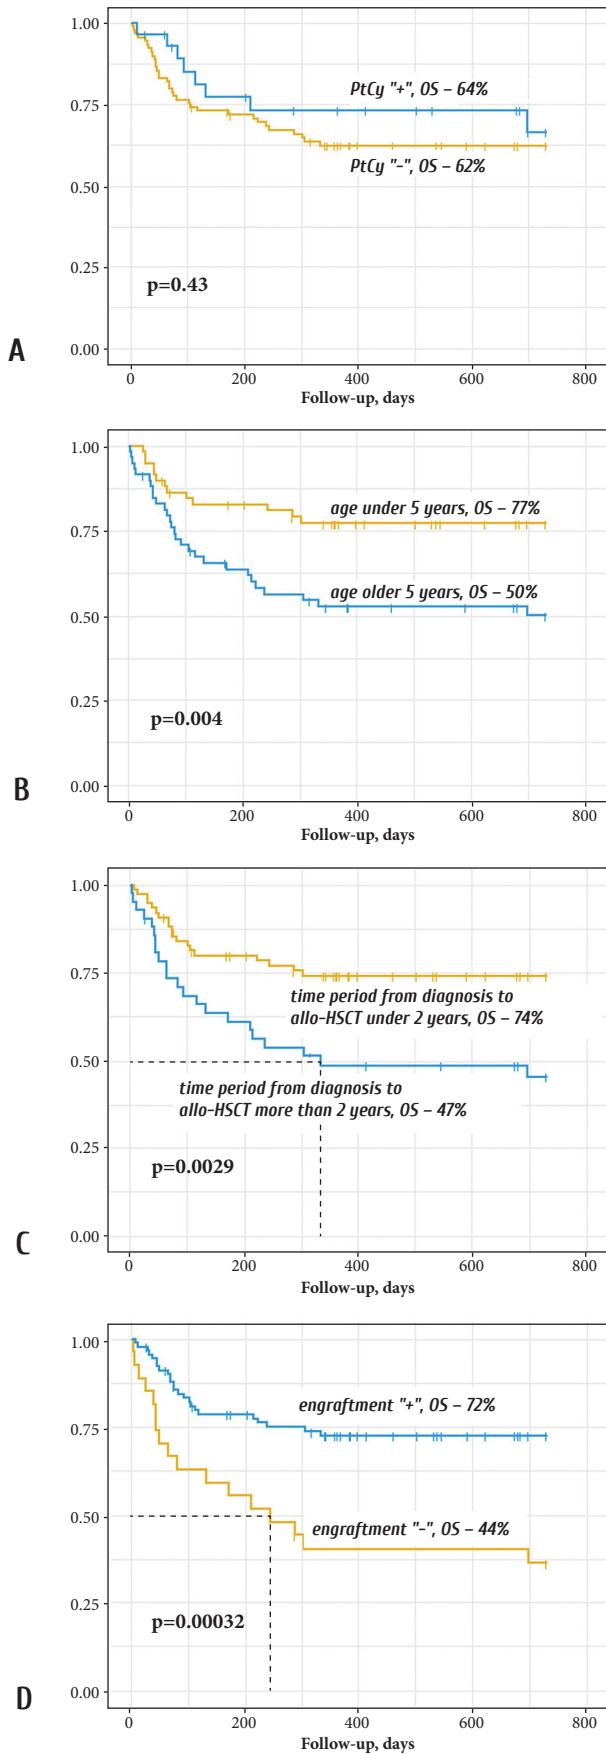 1.00
0.75
0.50
0.25
0.00
PtCy "+", OS – 64%
PtCy "-", OS – 62%
p=0.43
A
0 200 400 600 800
Follow-up, days
1.00
0.75
0.50
0.25
0.00
age under 5 years, OS – 77%
age older 5 years, OS – 50%
p=0.004
B
0 200 400 600 800
Follow-up, days
1.00
0.75
0.50
0.25
0.00
time period from diagnosis to
allo-HSCT under 2 years, OS – 74%
time period from diagnosis to
allo-HSCT more than 2 years, OS – 47%
p=0.0029
C
0 200 400 600 800
Follow-up, days
1.00
0.75
0.50
0.25
0.00
engraftment "+", OS – 72%
engraftment "-", OS – 44%
p=0.00032
D
0 200 400 600 800
Follow-up, days